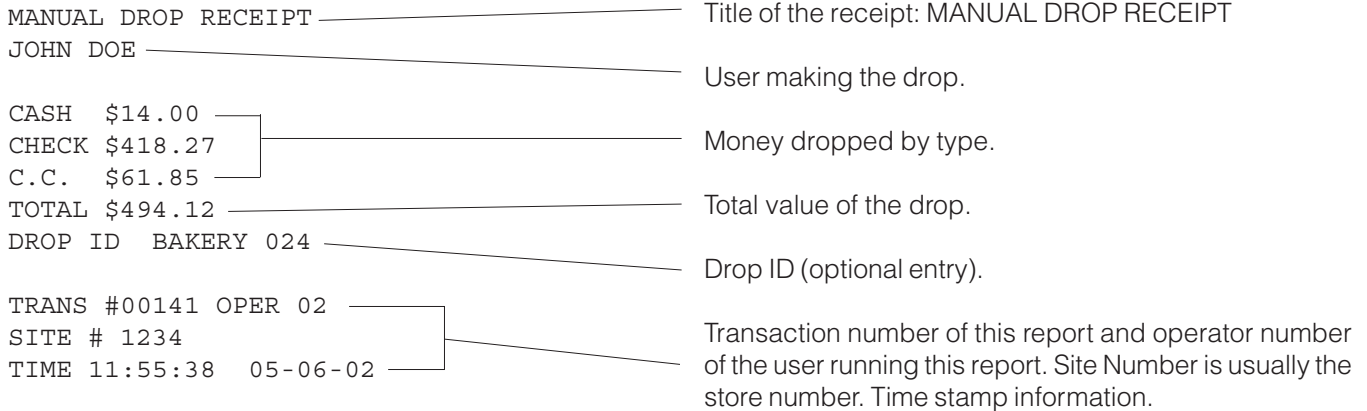 MANUAL DROP RECEIPT
JOHN DOE
CASH $14.00
CHECK $418.27
C.C. $61.85
TOTAL $494.12
DROP ID BAKERY 024
TRANS #00141 OPER 02
SITE # 1234
TIME 11:55:38 05-06-02
Title of the receipt: MANUAL DROP RECEIPT
User making the drop.
Money dropped by type.
Total value of the drop.
Drop ID (optional entry).
Transaction number of this report and operator number
of the user running this report. Site Number is usually the
store number. Time stamp information.